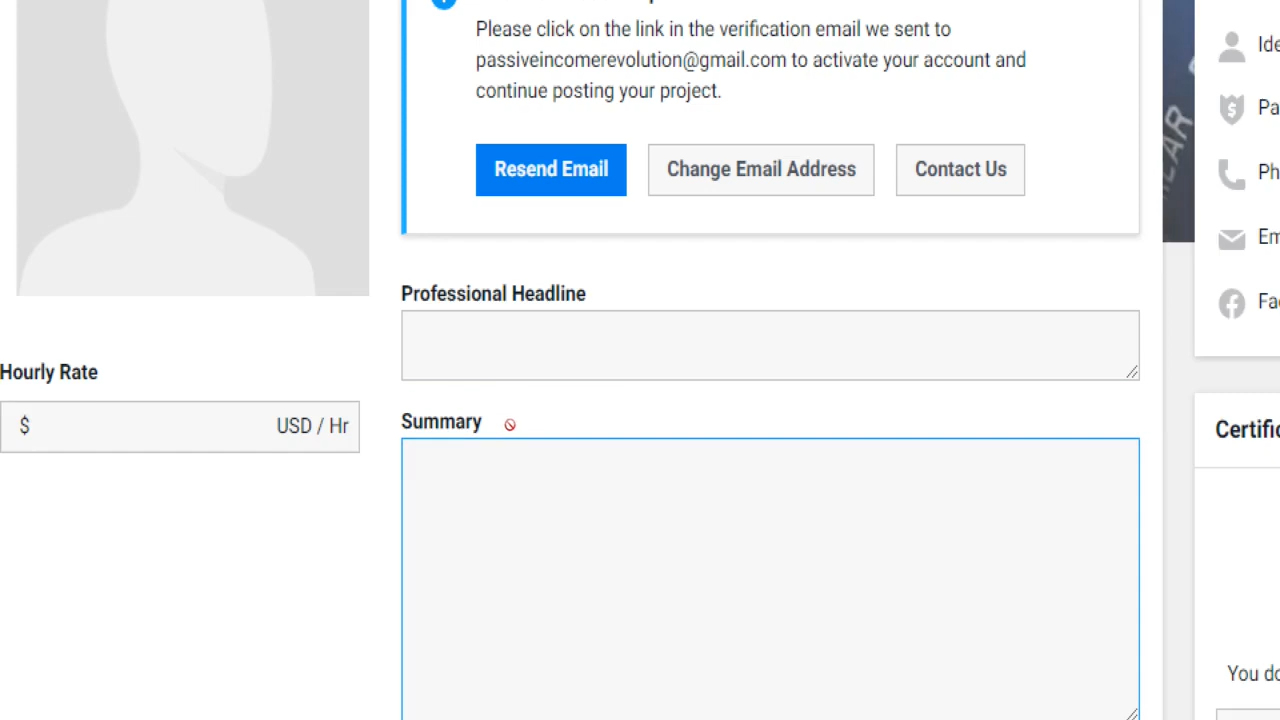 Please click on the link in the verification email we sent to
passiveincomerevolution@gmail.com to activate your account and
continue posting your project.
Resend Email
Change Email Address
Contact Us
Professional Headline
Hourly Rate
$
USD / Hr
Summary
You